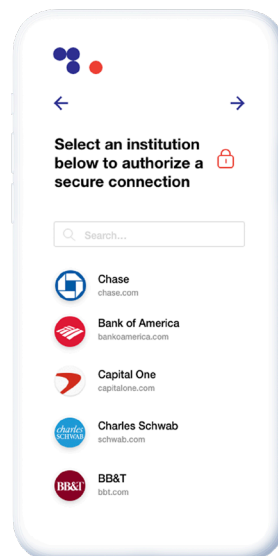 Select an institution
below to authorize a
secure connection
Search...
Chase
chase.com
Bank of America
bankoamerica.com
Capital One
capitalone.com
charles
SCHWAB
Charles Schwab
schwab.com
BB&T
BB&T
bbt.com